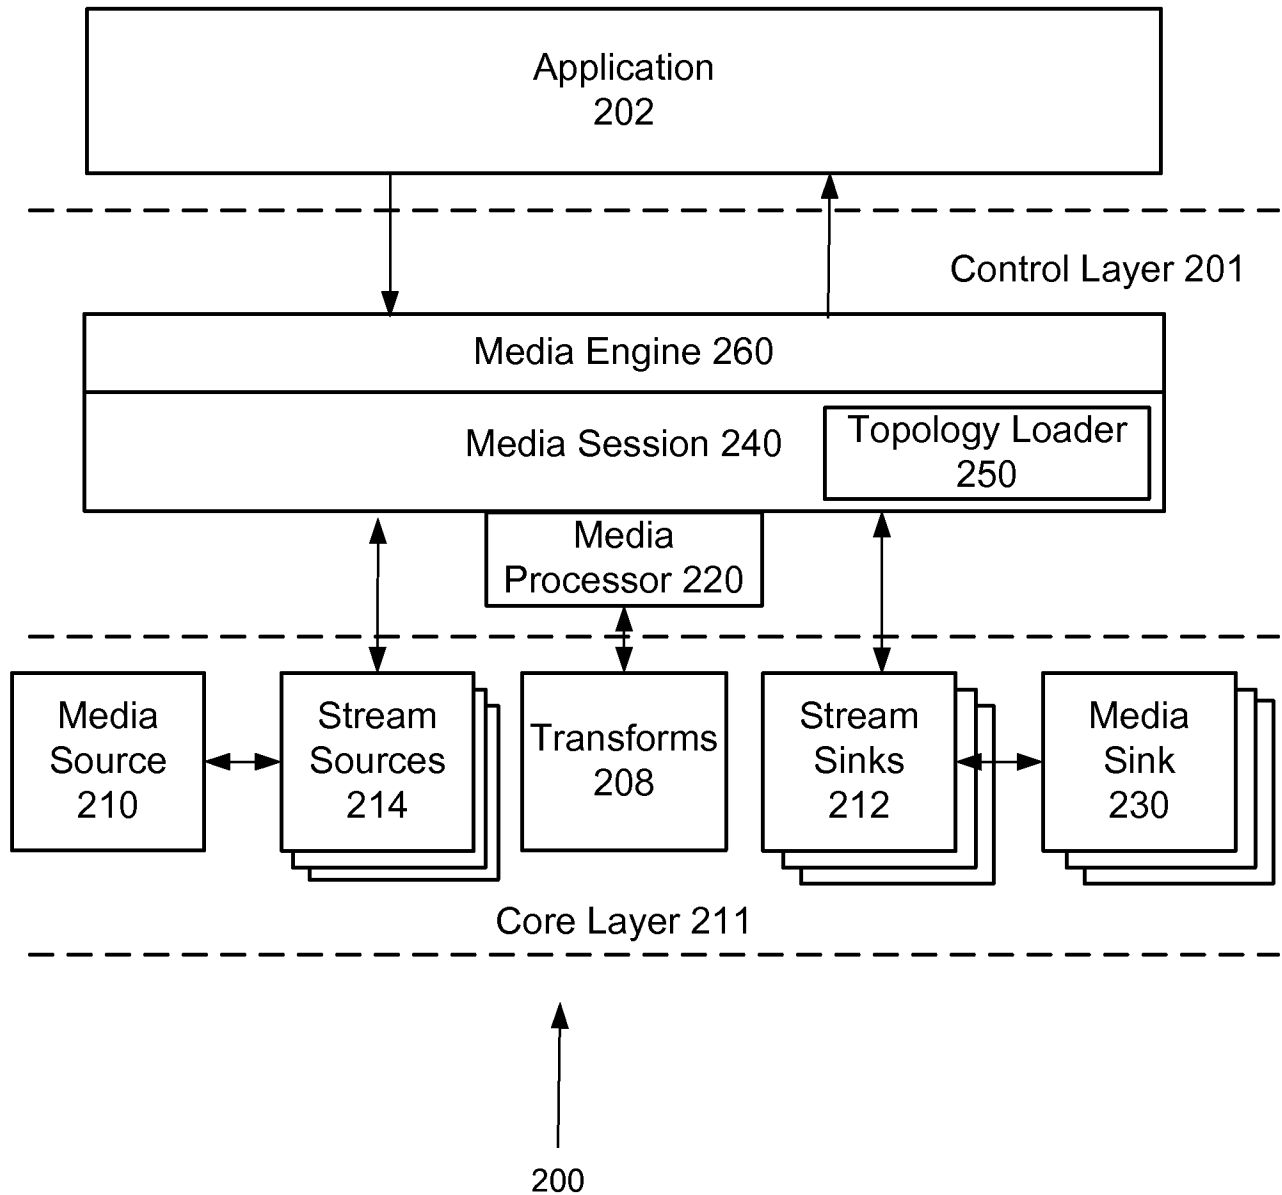 Application
202
Control Layer 201
Media Engine 260
Media Session 240
Topology Loader
250
Media
Processor 220
Media
Source
210
Stream
Sources
214
Transforms
208
Stream
Sinks
212
Media
Sink
230
Core Layer 211
200